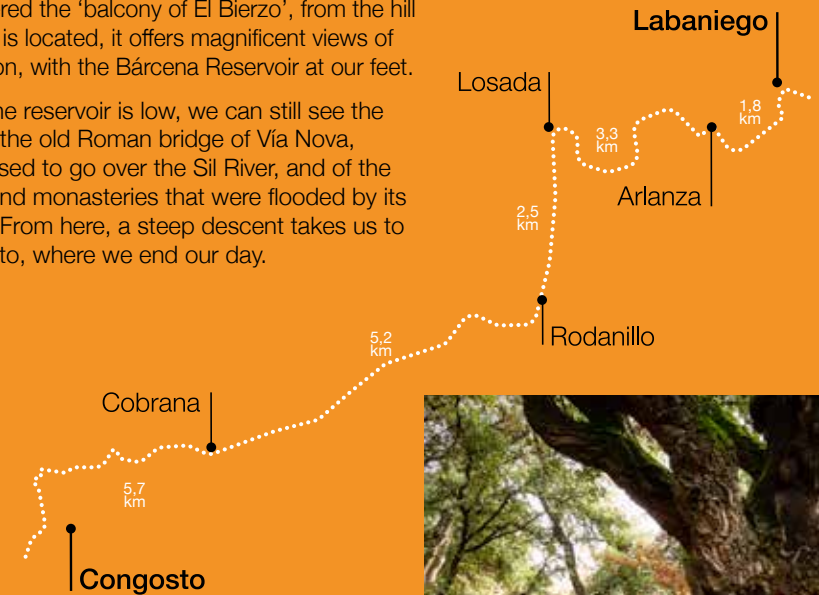 red the ‘balcony of El Bierzo’, from the hill
is located, it offers magnificent views of
on, with the Bárcena Reservoir at our feet.
e reservoir is low, we can still see the
the old Roman bridge of Vía Nova,
sed to go over the Sil River, and of the
nd monasteries that were flooded by its
From here, a steep descent takes us to
to, where we end our day.
Labaniego
1,8
km
Arlanza
3,3
km
Losada
2,5
km
Rodanillo
5,2
km
Cobrana
5,7
km
Congosto